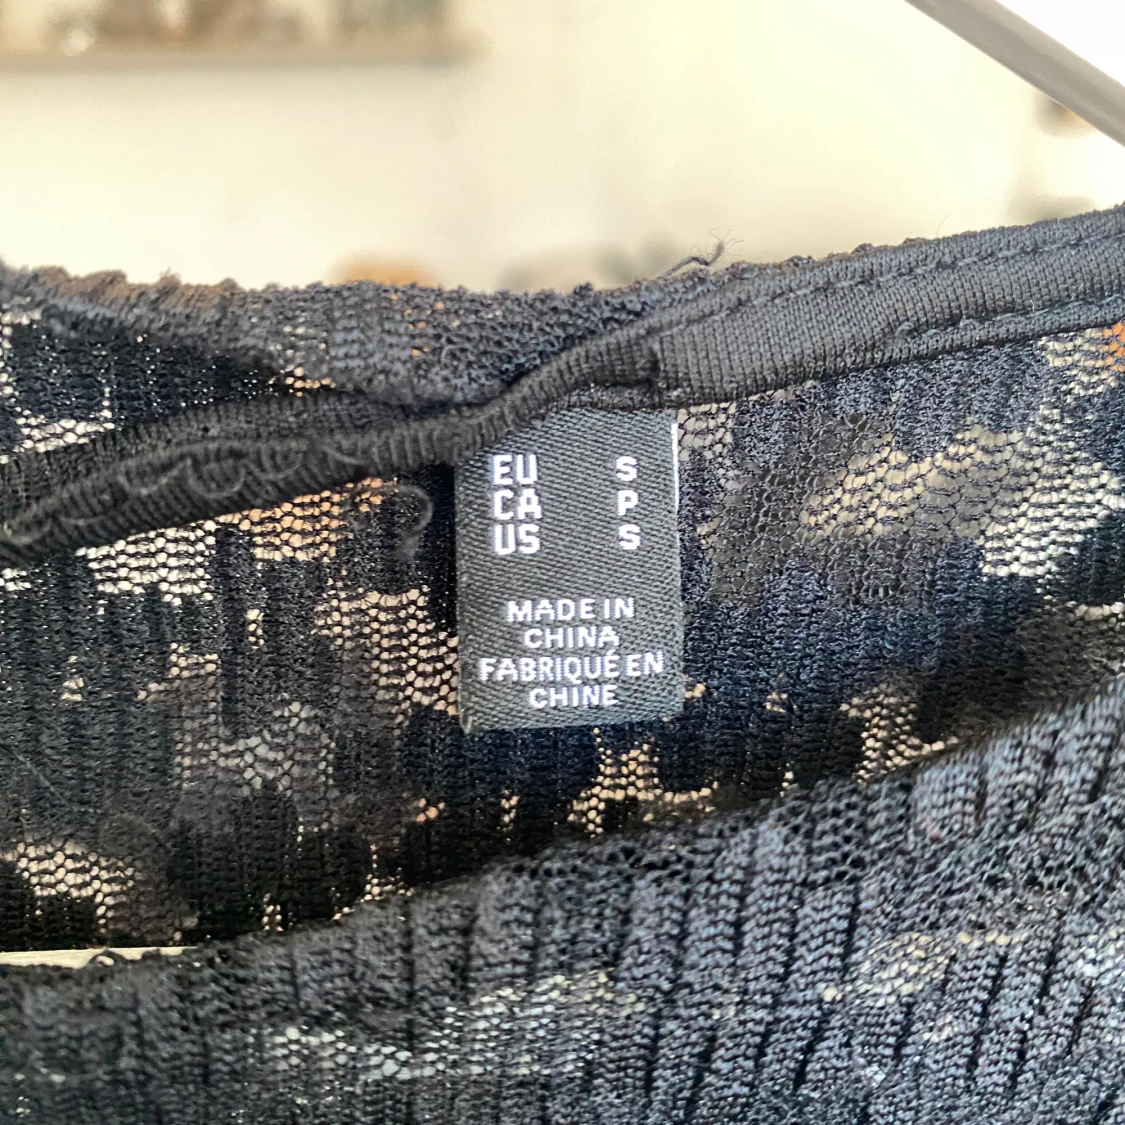 EU S
CA P
US S
MADE IN
CHINA
FABRIQUÉ EN
CHINE